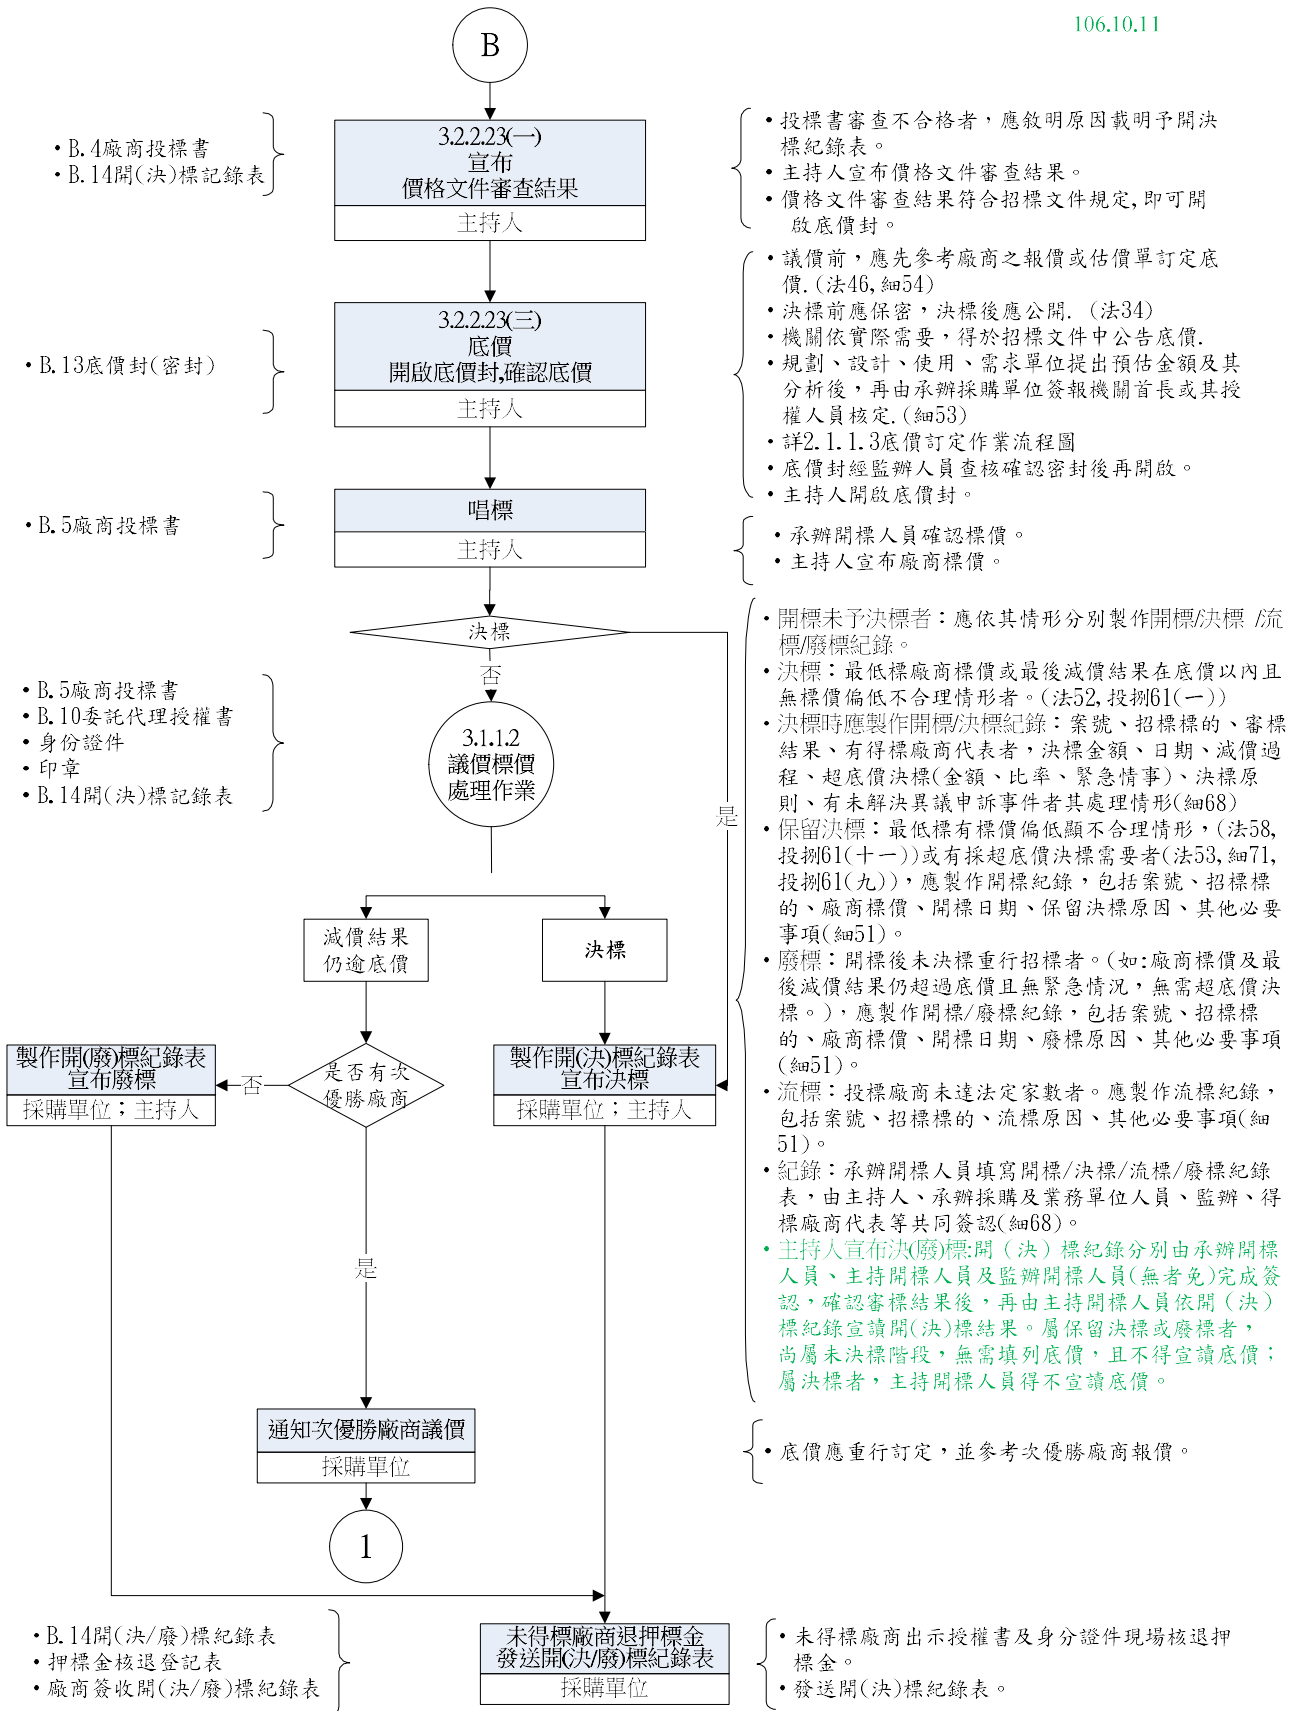 106.10.11
B
• B.4廠商投標書
• B.14開(決)標記錄表
3.2.2.23(一)
宣布
價格文件審查結果
主持人
• 投標書審查不合格者，應敘明原因載明予開決
標紀錄表。
• 主持人宣布價格文件審查結果。
• 價格文件審查結果符合招標文件規定,即可開
啟底價封。
• B.13底價封(密封)
3.2.2.23(三)
底價
開啟底價封,確認底價
主持人
• 議價前，應先參考廠商之報價或估價單訂定底
價.(法46,細54)
• 決標前應保密，決標後應公開. (法34)
• 機關依實際需要，得於招標文件中公告底價.
• 規劃、設計、使用、需求單位提出預估金額及其
分析後，再由承辦採購單位簽報機關首長或其授
權人員核定.(細53)
• 詳2.1.1.3底價訂定作業流程圖
• 底價封經監辦人員查核確認密封後再開啟。
• 主持人開啟底價封。
• B.5廠商投標書
唱標
主持人
• 承辦開標人員確認標價。
• 主持人宣布廠商標價。
決標
否
是
• B.5廠商投標書
• B.10委託代理授權書
• 身份證件
• 印章
• B.14開(決)標記錄表
3.1.1.2
議價標價
處理作業
減價結果
仍逾底價
決標
製作開(廢)標紀錄表
宣布廢標
採購單位；主持人
否
是否有次
優勝廠商
製作開(決)標紀錄表
宣布決標
採購單位；主持人
是
• 開標未予決標者：應依其情形分別製作開標/決標 /流
標/廢標紀錄。
• 決標：最低標廠商標價或最後減價結果在底價以內且
無標價偏低不合理情形者。(法52,投捌61(一))
• 決標時應製作開標/決標紀錄：案號、招標標的、審標
結果、有得標廠商代表者，決標金額、日期、減價過
程、超底價決標(金額、比率、緊急情事)、決標原
則、有未解決異議申訴事件者其處理情形(細68)
• 保留決標：最低標有標價偏低顯不合理情形，(法58,
投捌61(十一))或有採超底價決標需要者(法53,細71,
投捌61(九))，應製作開標紀錄，包括案號、招標標
的、廠商標價、開標日期、保留決標原因、其他必要
事項(細51)。
• 廢標：開標後未決標重行招標者。(如:廠商標價及最
後減價結果仍超過底價且無緊急情況，無需超底價決
標。)，應製作開標/廢標紀錄，包括案號、招標標
的、廠商標價、開標日期、廢標原因、其他必要事項
(細51)。
• 流標：投標廠商未達法定家數者。應製作流標紀錄，
包括案號、招標標的、流標原因、其他必要事項(細
51)。
• 紀錄：承辦開標人員填寫開標/決標/流標/廢標紀錄
表，由主持人、承辦採購及業務單位人員、監辦、得
標廠商代表等共同簽認(細68)。
• 主持人宣布決(廢)標:開（決）標紀錄分別由承辦開標
人員、主持開標人員及監辦開標人員(無者免)完成簽
認，確認審標結果後，再由主持開標人員依開（決）
標紀錄宣讀開(決)標結果。屬保留決標或廢標者，
尚屬未決標階段，無需填列底價，且不得宣讀底價；
屬決標者，主持開標人員得不宣讀底價。
通知次優勝廠商議價
採購單位
• 底價應重行訂定，並參考次優勝廠商報價。
1
• B.14開(決/廢)標紀錄表
• 押標金核退登記表
• 廠商簽收開(決/廢)標紀錄表
未得標廠商退押標金
發送開(決/廢)標紀錄表
採購單位
• 未得標廠商出示授權書及身分證件現場核退押
標金。
• 發送開(決)標紀錄表。